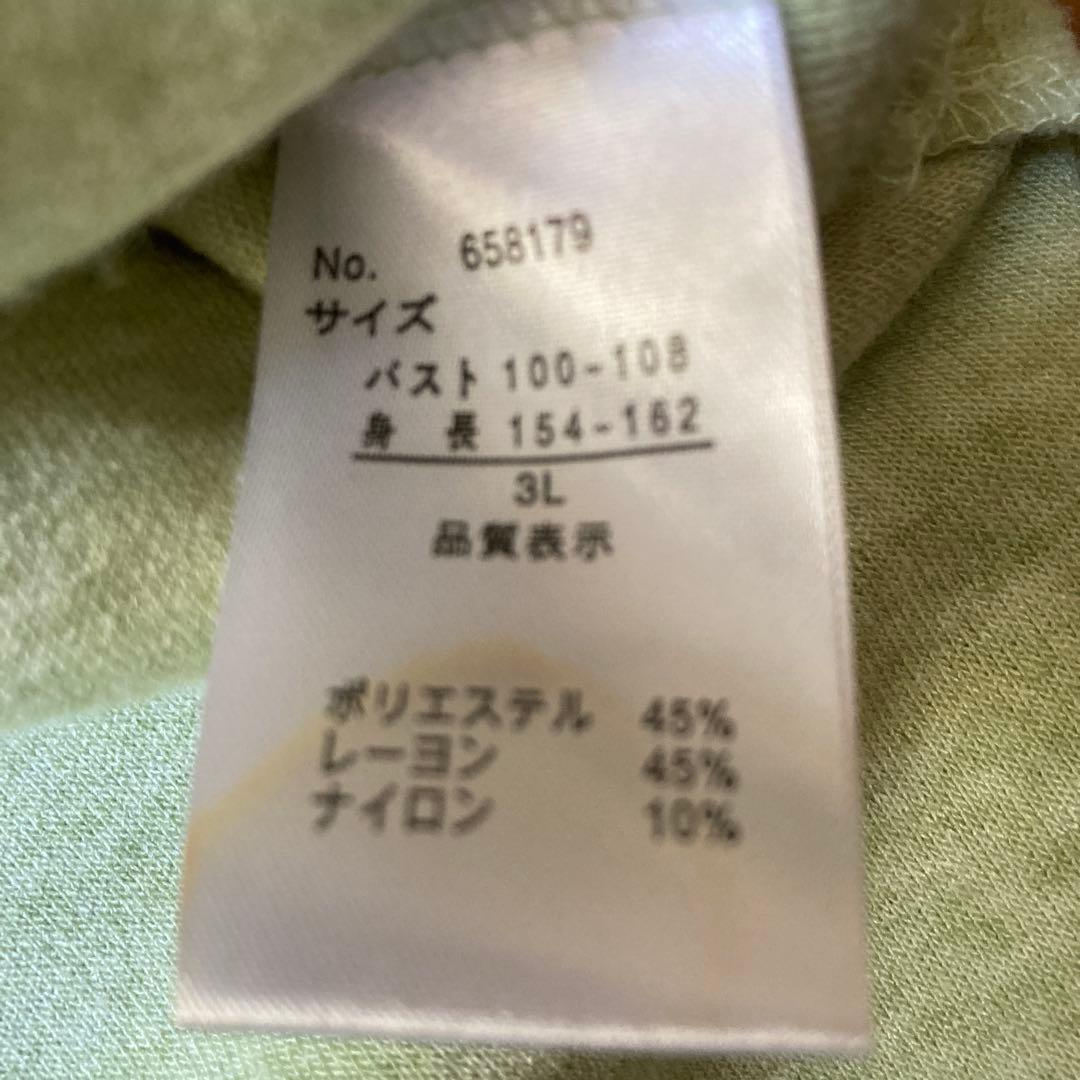 No. 658179
サイズ
バスト 100-108
身 長 154-162
3L
品質表示
ポリエステル 45%
レーヨン 45%
ナイロン 10%